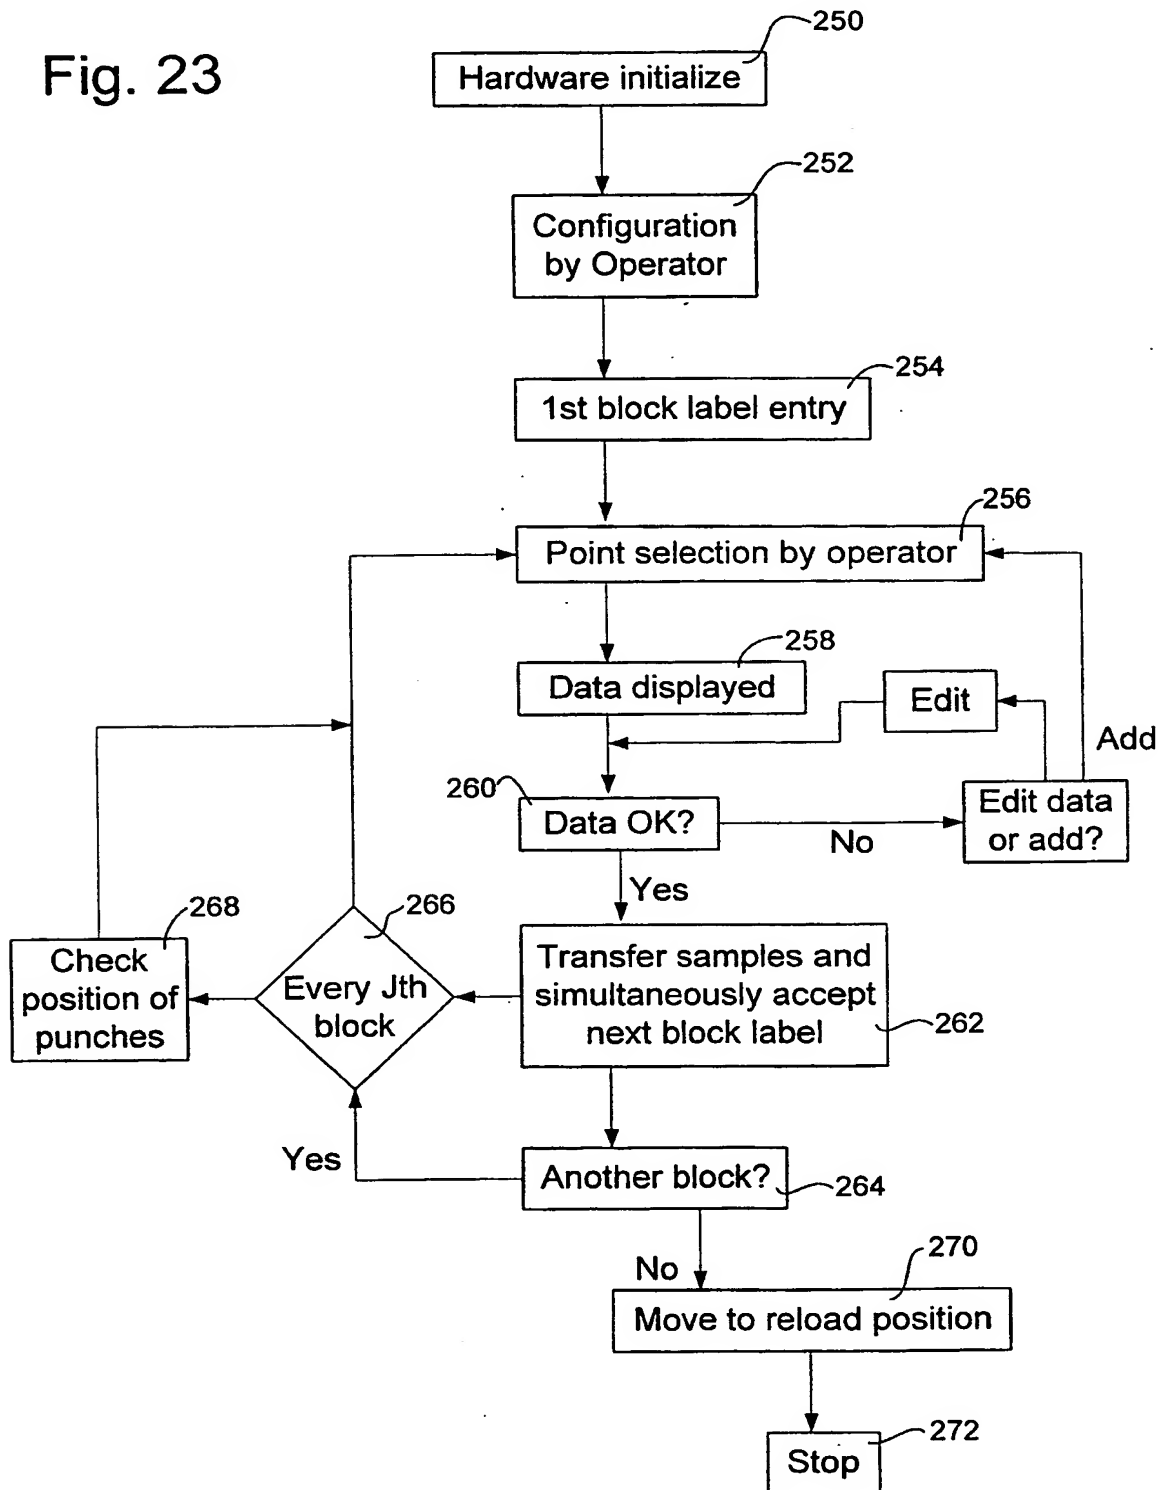 Fig. 23
250
Hardware initialize
252
Configuration
by Operator
254
1st block label entry
256
Point selection by operator
258
Data displayed
Edit
Add
260
Data OK?
No
Edit data
or add?
Yes
268
266
Check
position of
punches
Every Jth
block
Transfer samples and
simultaneously accept
next block label
262
Yes
Another block?
264
No
270
Move to reload position
272
Stop